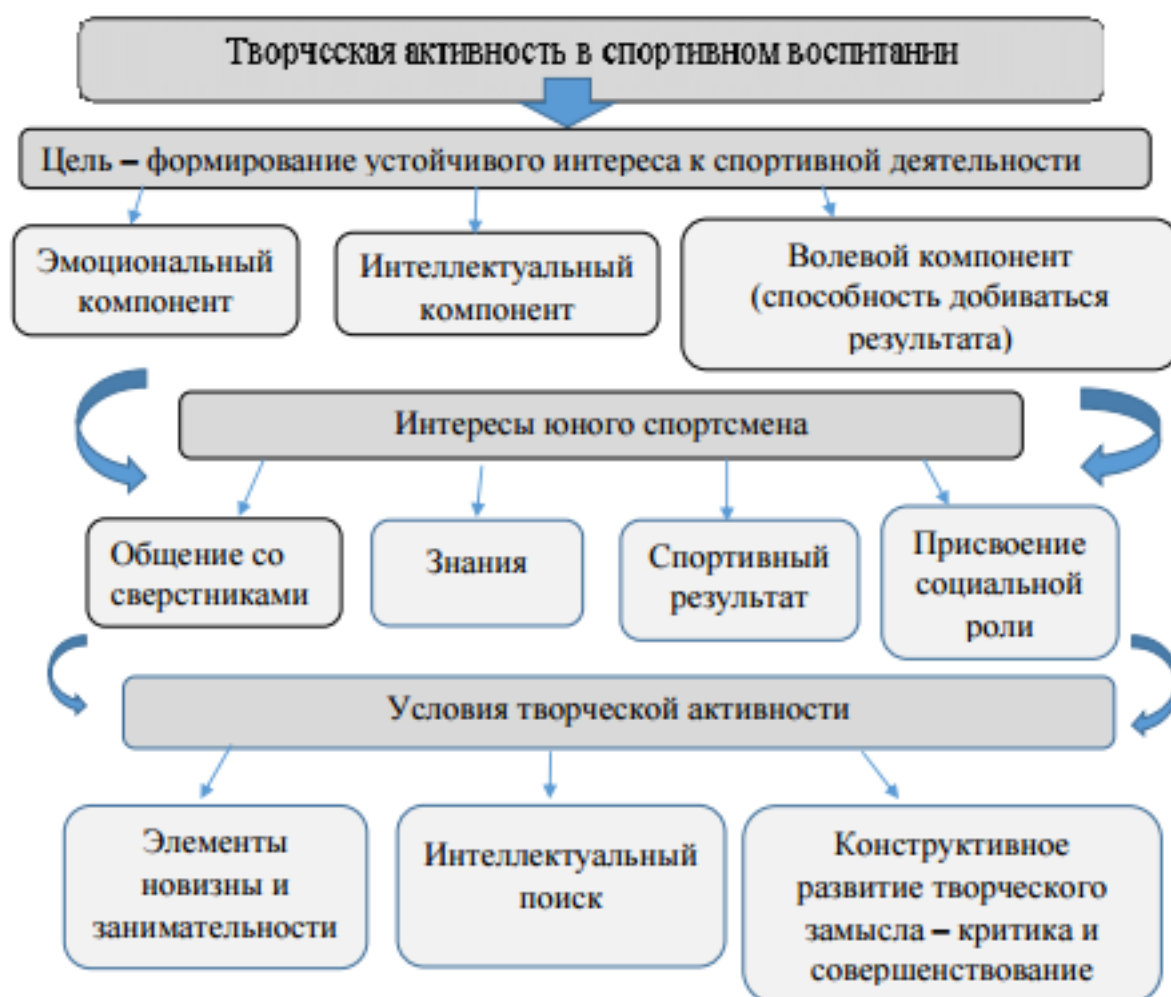 Творчсская активность в спортивном воспитании
Цель – формирование устойчивого интереса к спортивной деятельности
Эмоциональный
компонент
Интеллектуальный
компонент
Волевой компонент
(способность добиваться
результата)
Интересы юного спортсмена
Общение со
сверстниками
Знания
Спортивный
результат
Присвоение
социальной
роли
Условия творческой активности
Элементы
новизны и
занимательности
Интеллектуальный
поиск
Конструктивное
развитие творческого
замысла – критика и
совершенствование